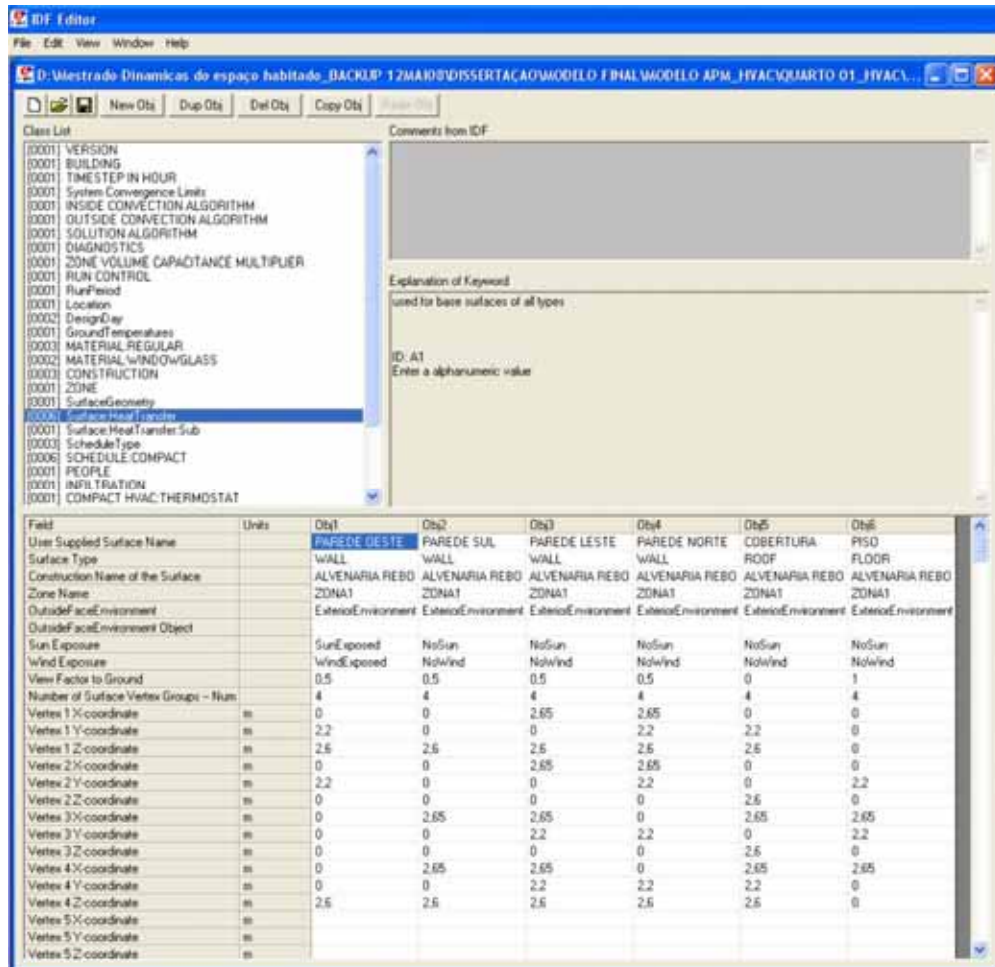 IDF Editor
File Edit View Window Help
D:\Mestrado Dinamicas do espaço habitado_BACKUP 12MAI08\DISSERTAÇAO\MODELO FINAL\MODELO APM_HVAC\QUARTO 01_HVAC\...
New Obj Dup Obj Del Obj Copy Obj Paste Obj
Class List Comments from IDF
[0001] VERSION
[0001] BUILDING
[0001] TIMESTEP IN HOUR
[0001] System Convergence Limits
[0001] INSIDE CONVECTION ALGORITHM
[0001] OUTSIDE CONVECTION ALGORITHM
[0001] SOLUTION ALGORITHM
[0001] DIAGNOSTICS
[0001] ZONE VOLUME CAPACITANCE MULTIPLIER
[0001] RUN CONTROL
[0001] RunPeriod
[0001] Location
[0002] DesignDay
[0001] GroundTemperatures
[0003] MATERIAL:REGULAR
[0002] MATERIAL:WINDOWGLASS
[0003] CONSTRUCTION
[0001] ZONE
[0001] SurfaceGeometry
[0006] Surface:HeatTransfer
[0001] Surface:HeatTransfer:Sub
[0003] ScheduleType
[0006] SCHEDULE:COMPACT
[0001] PEOPLE
[0001] INFILTRATION
[0001] COMPACT HVAC:THERMOSTAT
Explanation of Keyword
used for base surfaces of all types
ID: A1
Enter a alphanumeric value
Field Units Obj1 Obj2 Obj3 Obj4 Obj5 Obj6
User Supplied Surface Name PAREDE OESTE PAREDE SUL PAREDE LESTE PAREDE NORTE COBERTURA PISO
Surface Type WALL WALL WALL WALL ROOF FLOOR
Construction Name of the Surface ALVENARIA REBO ALVENARIA REBO ALVENARIA REBO ALVENARIA REBO ALVENARIA REBO ALVENARIA REBO
Zone Name ZONA1 ZONA1 ZONA1 ZONA1 ZONA1 ZONA1
OutsideFaceEnvironment ExteriorEnvironment ExteriorEnvironment ExteriorEnvironment ExteriorEnvironment ExteriorEnvironment ExteriorEnvironment
OutsideFaceEnvironment Object
Sun Exposure SunExposed NoSun NoSun NoSun NoSun NoSun
Wind Exposure WindExposed NoWind NoWind NoWind NoWind NoWind
View Factor to Ground 0.5 0.5 0.5 0.5 0 1
Number of Surface Vertex Groups -- Num 4 4 4 4 4 4
Vertex 1 X-coordinate m 0 0 2.65 2.65 0 0
Vertex 1 Y-coordinate m 2.2 0 0 2.2 2.2 0
Vertex 1 Z-coordinate m 2.6 2.6 2.6 2.6 2.6 0
Vertex 2 X-coordinate m 0 0 2.65 2.65 0 0
Vertex 2 Y-coordinate m 2.2 0 0 2.2 0 2.2
Vertex 2 Z-coordinate m 0 0 0 0 2.6 0
Vertex 3 X-coordinate m 0 2.65 2.65 0 2.65 2.65
Vertex 3 Y-coordinate m 0 0 2.2 2.2 0 2.2
Vertex 3 Z-coordinate m 0 0 0 0 2.6 0
Vertex 4 X-coordinate m 0 2.65 2.65 0 2.65 2.65
Vertex 4 Y-coordinate m 0 0 2.2 2.2 2.2 0
Vertex 4 Z-coordinate m 2.6 2.6 2.6 2.6 2.6 0
Vertex 5 X-coordinate m
Vertex 5 Y-coordinate m
Vertex 5 Z-coordinate m